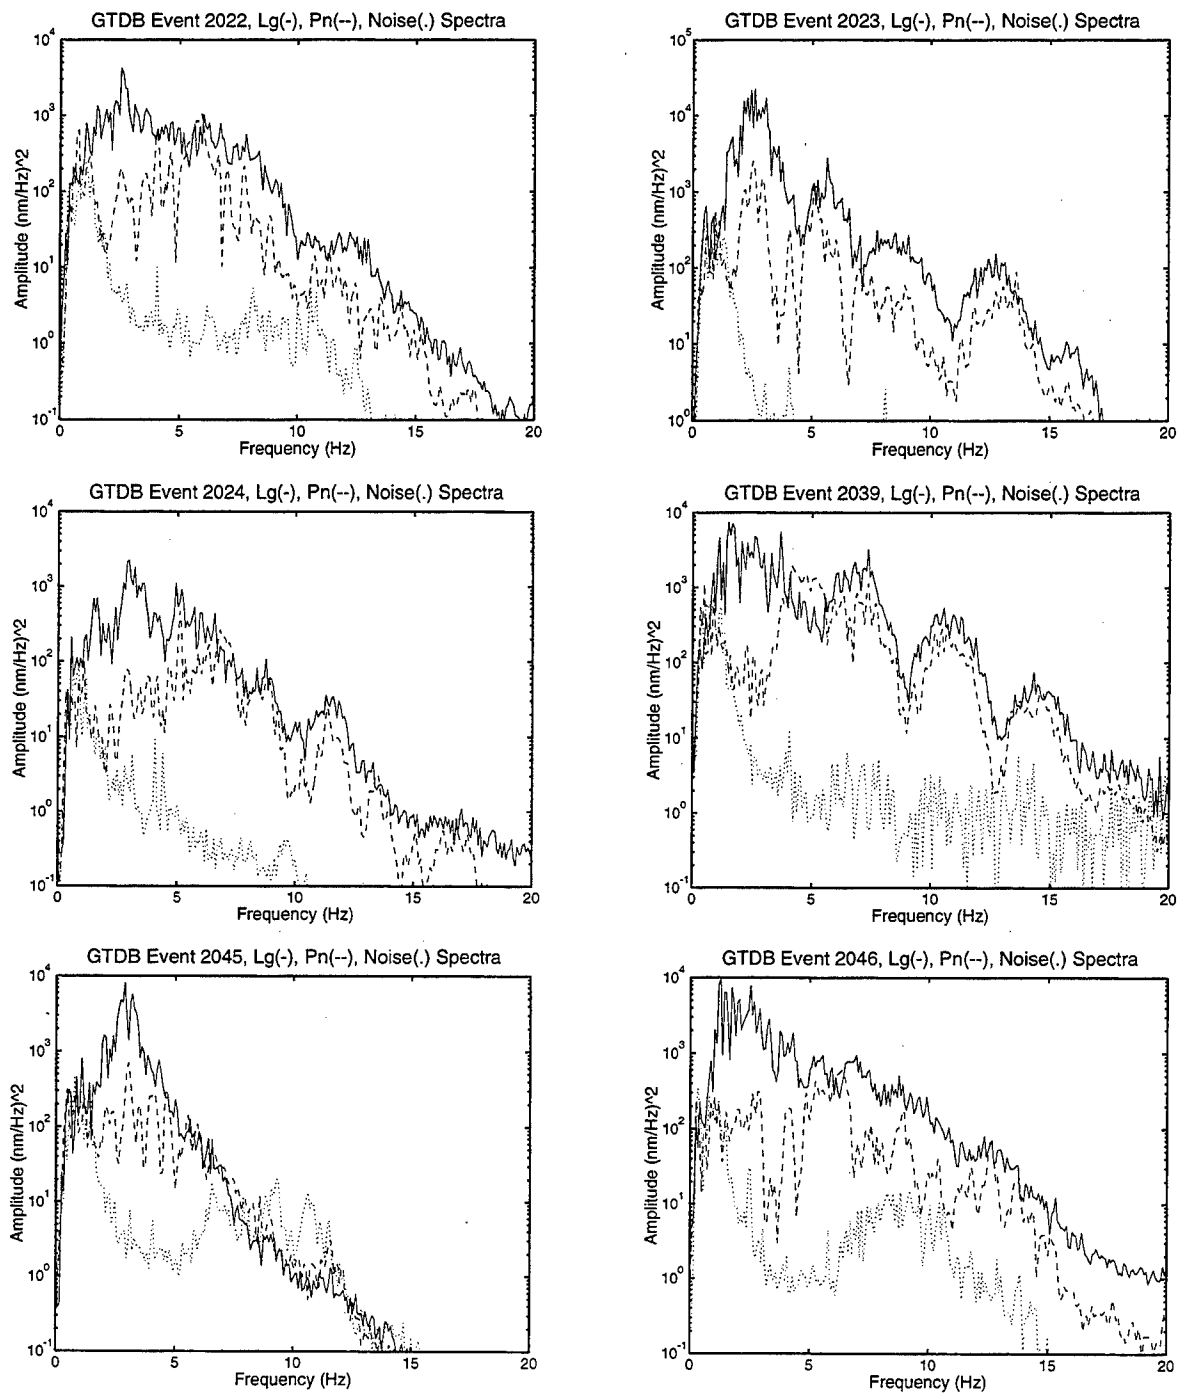 GTDB Event 2022, Lg(-), Pn(--), Noise(.) Spectra
Amplitude (nm/Hz)^2
10^4
10^3
10^2
10^1
10^0
10^-1
0 5 10 15 20
Frequency (Hz)
GTDB Event 2023, Lg(-), Pn(--), Noise(.) Spectra
Amplitude (nm/Hz)^2
10^5
10^4
10^3
10^2
10^1
10^0
0 5 10 15 20
Frequency (Hz)
GTDB Event 2024, Lg(-), Pn(--), Noise(.) Spectra
Amplitude (nm/Hz)^2
10^4
10^3
10^2
10^1
10^0
10^-1
0 5 10 15 20
Frequency (Hz)
GTDB Event 2039, Lg(-), Pn(--), Noise(.) Spectra
Amplitude (nm/Hz)^2
10^4
10^3
10^2
10^1
10^0
10^-1
0 5 10 15 20
Frequency (Hz)
GTDB Event 2045, Lg(-), Pn(--), Noise(.) Spectra
Amplitude (nm/Hz)^2
10^4
10^3
10^2
10^1
10^0
10^-1
0 5 10 15 20
Frequency (Hz)
GTDB Event 2046, Lg(-), Pn(--), Noise(.) Spectra
Amplitude (nm/Hz)^2
10^4
10^3
10^2
10^1
10^0
10^-1
0 5 10 15 20
Frequency (Hz)